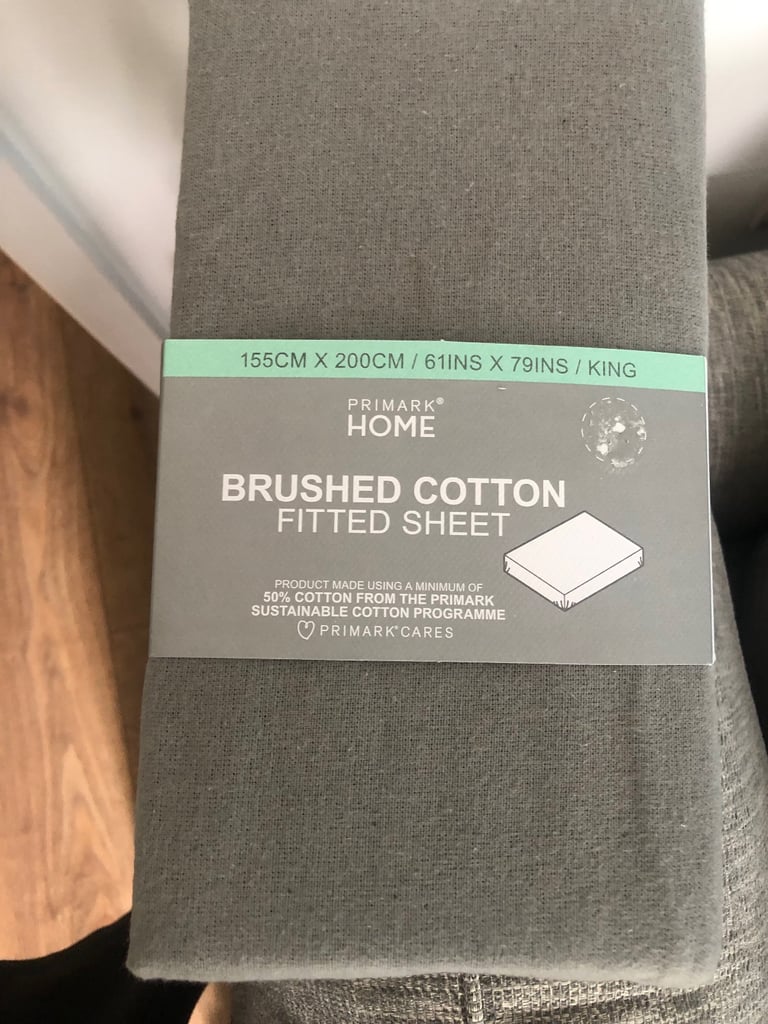 155CM X 200CM / 61INS X 79INS / KING
PRIMARK®
HOME
BRUSHED COTTON
FITTED SHEET
PRODUCT MADE USING A MINIMUM OF
50% COTTON FROM THE PRIMARK
SUSTAINABLE COTTON PROGRAMME
PRIMARK®CARES